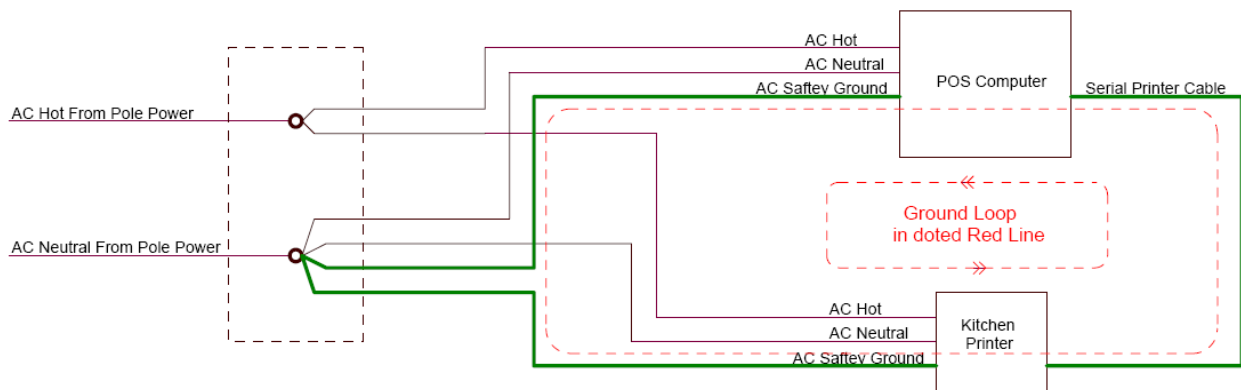 AC Hot
AC Neutral
POS Computer
AC Saftey Ground
Serial Printer Cable
AC Hot From Pole Power
Ground Loop
in doted Red Line
AC Neutral From Pole Power
AC Hot
AC Neutral
Kitchen
Printer
AC Saftey Ground